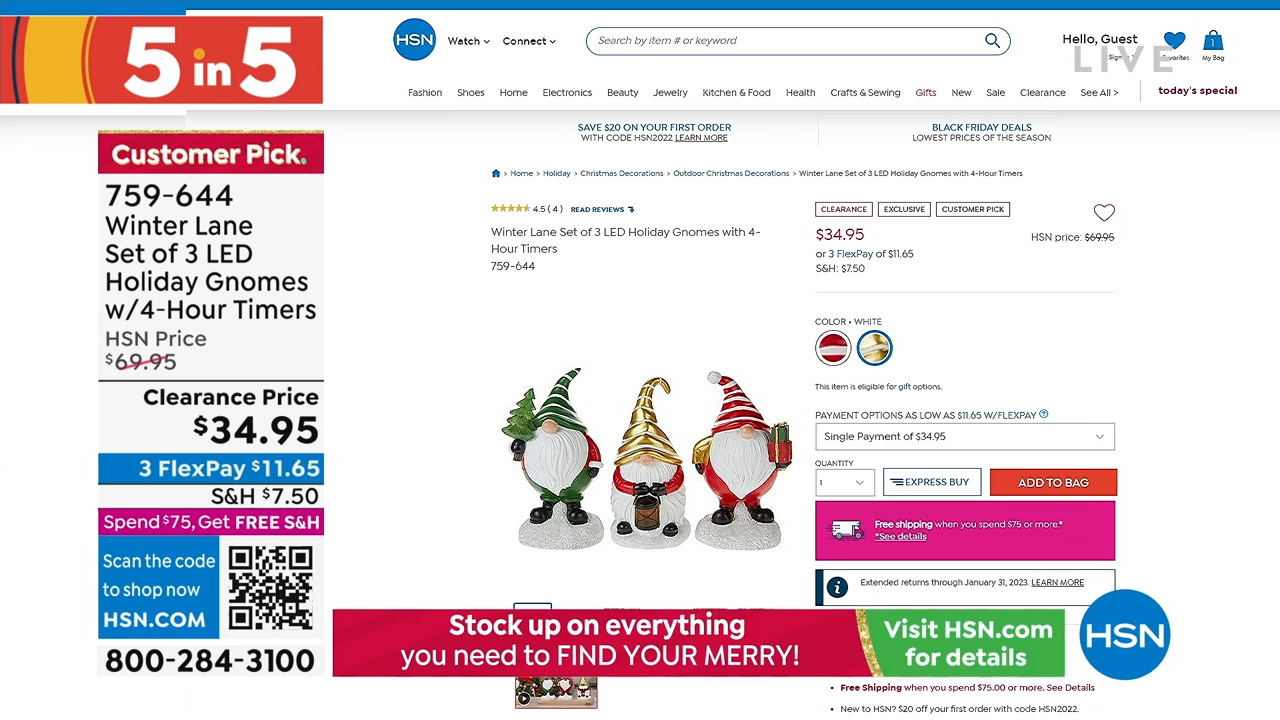 5 in 5
Customer Pick.
759-644
Winter Lane
Set of 3 LED
Holiday Gnomes
w/4-Hour Timers
HSN Price
$69.95
Clearance Price
$34.95
3 FlexPay $11.65
S&H $7.50
Spend $75, Get FREE S&H
Scan the code
to shop now
HSN.COM
800-284-3100
HSN
Watch
Connect
Search by item # or keyword
Hello, Guest
LIVE
Favorites
1
My Bag
Fashion Shoes Home Electronics Beauty Jewelry Kitchen & Food Health Crafts & Sewing Gifts New Sale Clearance See All > today's special
SAVE $20 ON YOUR FIRST ORDER
WITH CODE HSN2022 LEARN MORE
BLACK FRIDAY DEALS
LOWEST PRICES OF THE SEASON
> Home > Holiday > Christmas Decorations > Outdoor Christmas Decorations > Winter Lane Set of 3 LED Holiday Gnomes with 4-Hour Timers
4.5 ( 4 ) READ REVIEWS
Winter Lane Set of 3 LED Holiday Gnomes with 4-
Hour Timers
759-644
CLEARANCE EXCLUSIVE CUSTOMER PICK
$34.95
HSN price: $69.95
or 3 FlexPay of $11.65
S&H: $7.50
COLOR • WHITE
This item is eligible for gift options.
PAYMENT OPTIONS AS LOW AS $11.65 W/FLEXPAY
Single Payment of $34.95
QUANTITY
1
EXPRESS BUY
ADD TO BAG
Free shipping when you spend $75 or more.*
*See details
Extended returns through January 31, 2023. LEARN MORE
Stock up on everything
you need to FIND YOUR MERRY!
Visit HSN.com
for details
HSN
• Free Shipping when you spend $75.00 or more. See Details
• New to HSN? $20 off your first order with code HSN2022.